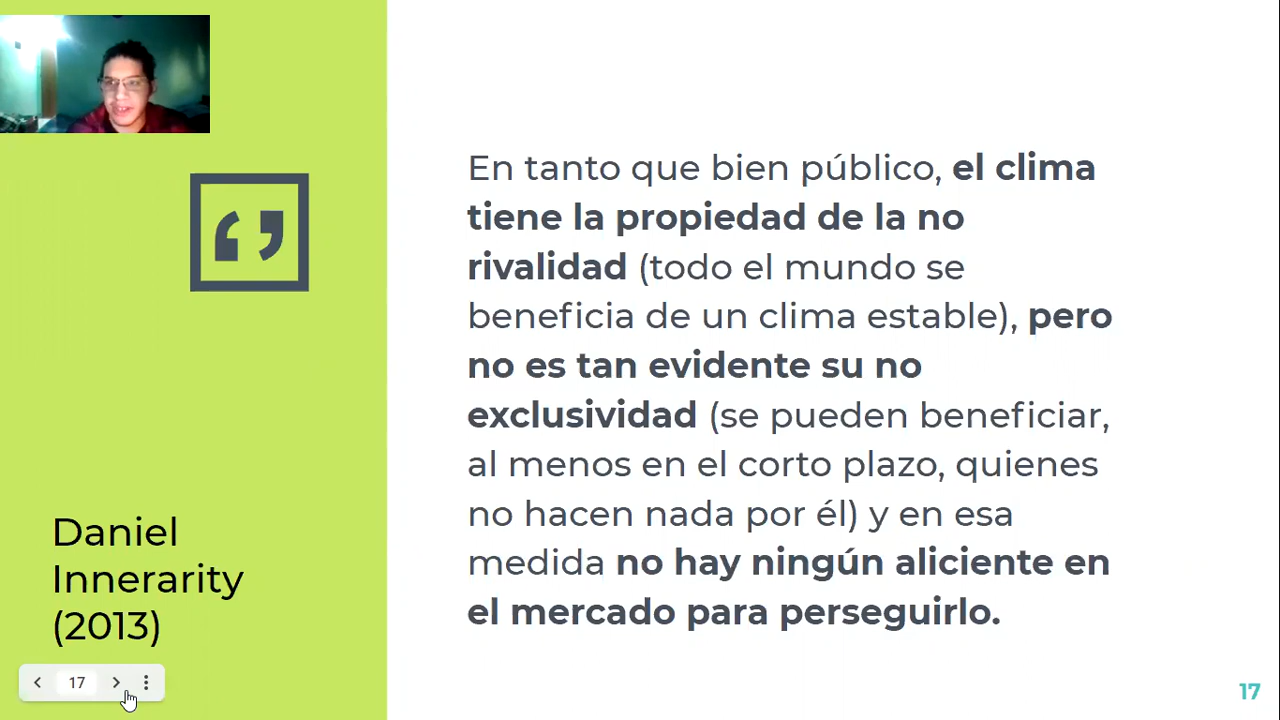 En tanto que bien público, el clima
tiene la propiedad de la no
rivalidad (todo el mundo se
beneficia de un clima estable), pero
no es tan evidente su no
exclusividad (se pueden beneficiar,
al menos en el corto plazo, quienes
no hacen nada por él) y en esa
medida no hay ningún aliciente en
el mercado para perseguirlo.
Daniel
Innerarity
(2013)
17
17